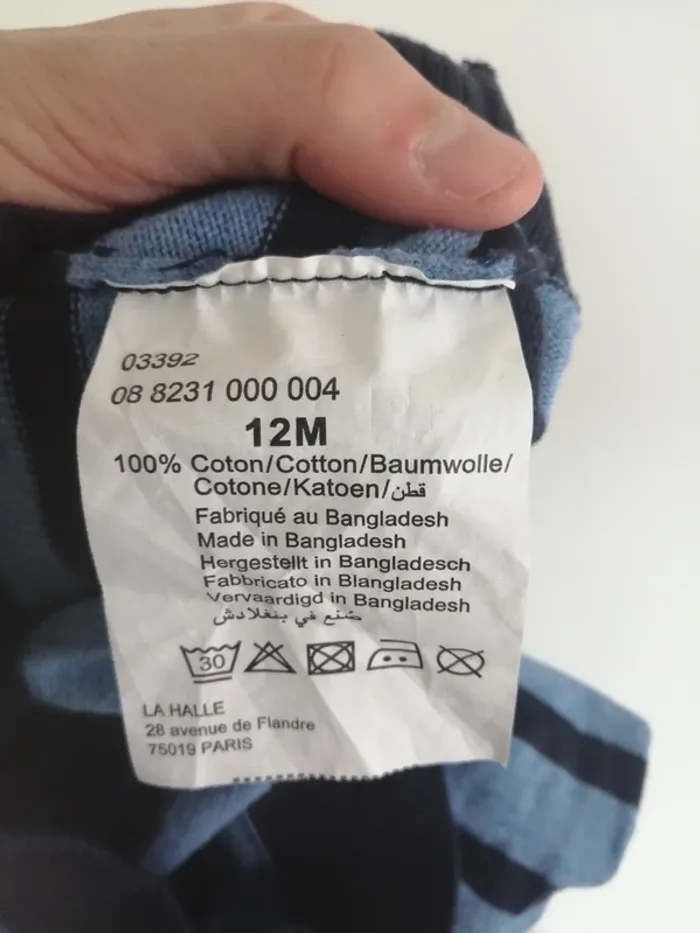 03392
08 8231 000 004
12M
100% Coton/Cotton/Baumwolle/
Cotone/Katoen/قطن
Fabriqué au Bangladesh
Made in Bangladesh
Hergestellt in Bangladesch
Fabbricato in Blangladesh
Vervaardigd in Bangladesh
صُنع في بنغلادش
30
LA HALLE
28 avenue de Flandre
75019 PARIS